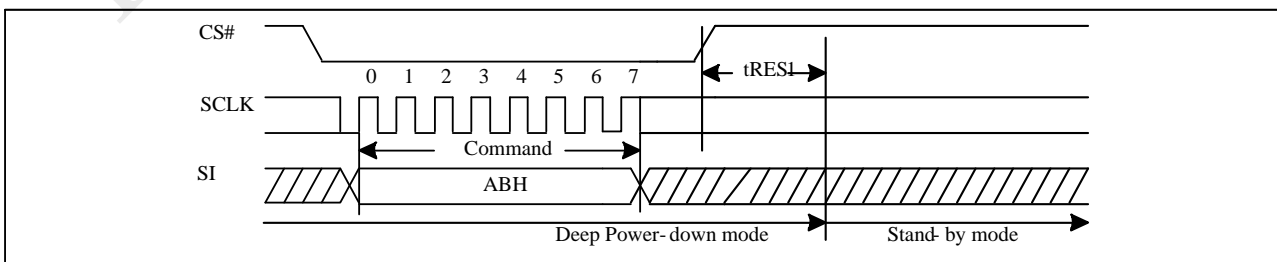 CS#
tRES1
0 1 2 3 4 5 6 7
SCLK
Command
SI
ABH
Deep Power- down mode Stand- by mode